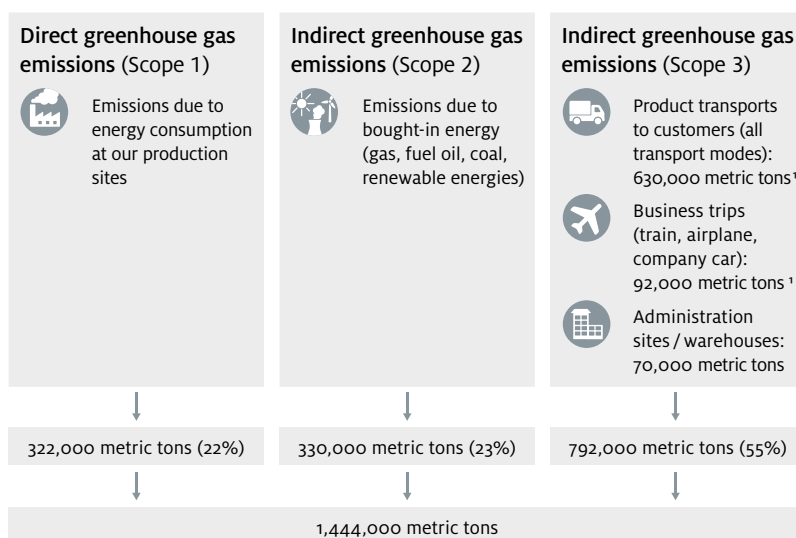 Direct greenhouse gas
emissions (Scope 1)
Emissions due to
energy consumption
at our production
sites
Indirect greenhouse gas
emissions (Scope 2)
Emissions due to
bought-in energy
(gas, fuel oil, coal,
renewable energies)
Indirect greenhouse gas
emissions (Scope 3)
Product transports
to customers (all
transport modes):
630,000 metric tons¹
Business trips
(train, airplane,
company car):
92,000 metric tons ¹
Administration
sites / warehouses:
70,000 metric tons
322,000 metric tons (22%)
330,000 metric tons (23%)
792,000 metric tons (55%)
1,444,000 metric tons